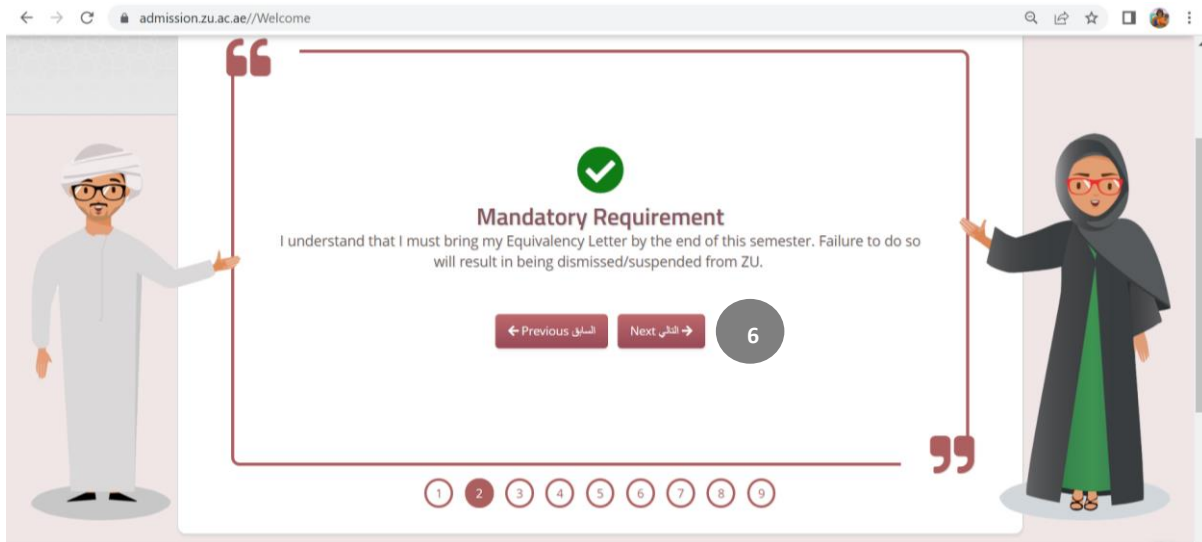 admission.zu.ac.ae//Welcome
Mandatory Requirement
I understand that I must bring my Equivalency Letter by the end of this semester. Failure to do so
will result in being dismissed/suspended from ZU.
Previous السابق
Next التالي
6
1 2 3 4 5 6 7 8 9